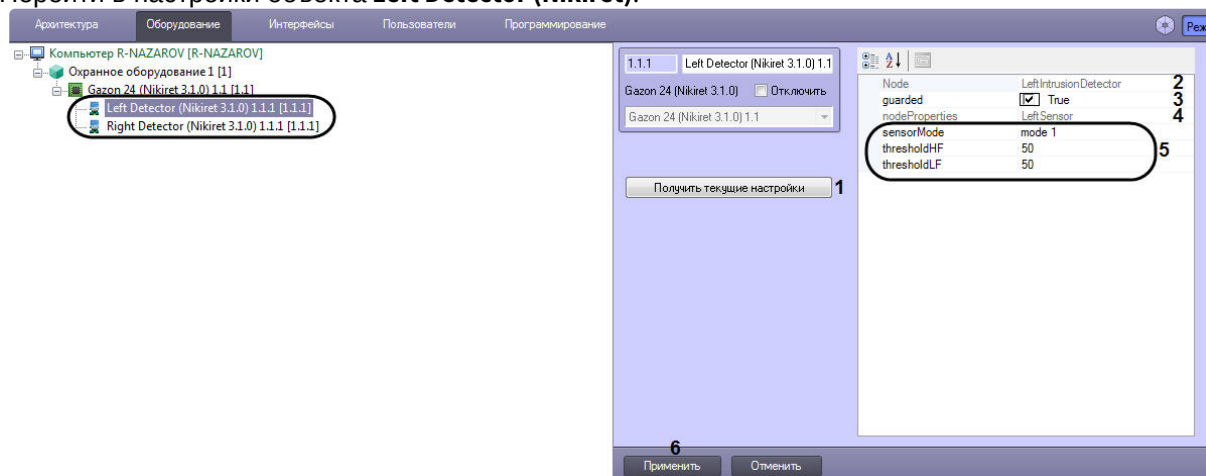 Перейти в настройки объекта Left Detector (Nikiret).
Архитектура Оборудование Интерфейсы Пользователи Программирование
Компьютер R-NAZAROV [R-NAZAROV]
Охранное оборудование 1 [1]
Gazon 24 (Nikiret 3.1.0) 1.1 [1.1]
Left Detector (Nikiret 3.1.0) 1.1.1 [1.1.1]
Right Detector (Nikiret 3.1.0) 1.1.1 [1.1.1]
1.1.1 Left Detector (Nikiret 3.1.0) 1.1
Gazon 24 (Nikiret 3.1.0) Отключить
Gazon 24 (Nikiret 3.1.0) 1.1
Получить текущие настройки 1
Node LeftIntrusionDetector 2
guarded True 3
nodeProperties LeftSensor 4
sensorMode mode 1
thresholdHF 50 5
thresholdLF 50
6
Применить Отменить